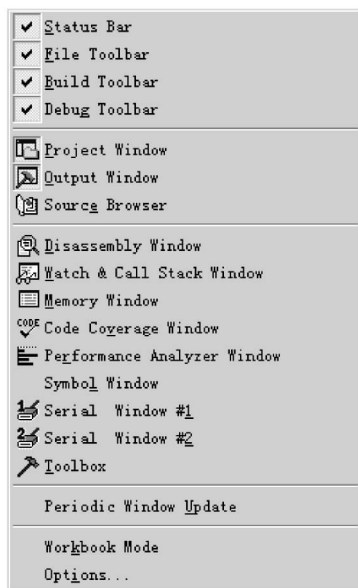 Status Bar
File Toolbar
Build Toolbar
Debug Toolbar
Project Window
Output Window
Source Browser
Disassembly Window
Watch & Call Stack Window
Memory Window
CODE Code Coverage Window
Performance Analyzer Window
Symbol Window
1 Serial Window #1
2 Serial Window #2
Toolbox
Periodic Window Update
Workbook Mode
Options...